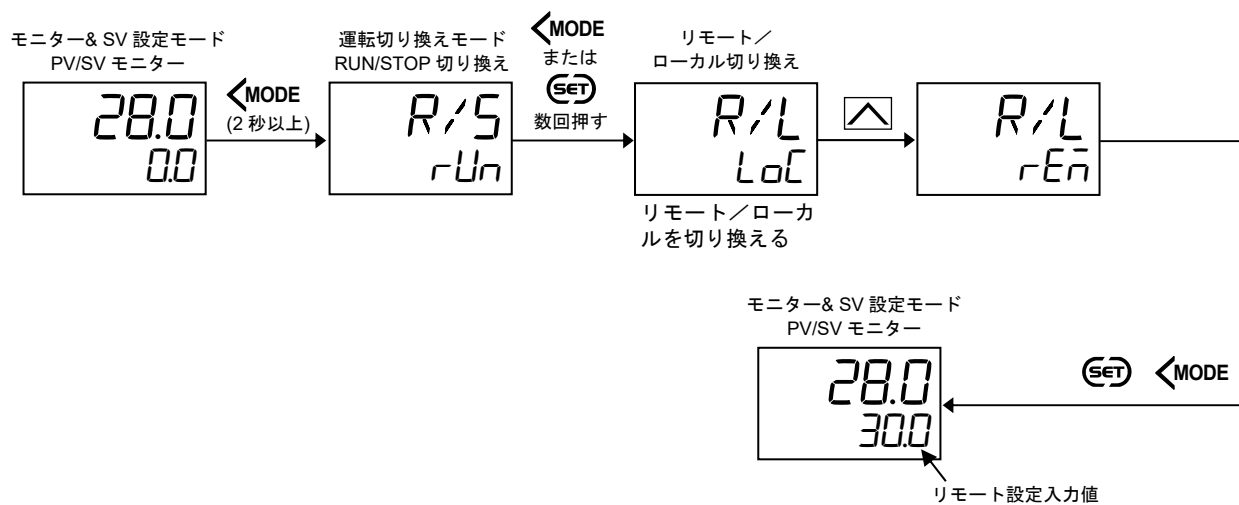 モニター& SV 設定モード
PV/SV モニター
28.0
0.0
MODE
(2 秒以上)
運転切り換えモード
RUN/STOP 切り換え
R/S
rUn
MODE
または
SET
数回押す
リモート／
ローカル切り換え
R/L
LoC
リモート／ローカ
ルを切り換える
R/L
rEm
モニター& SV 設定モード
PV/SV モニター
28.0
30.0
SET MODE
リモート設定入力値